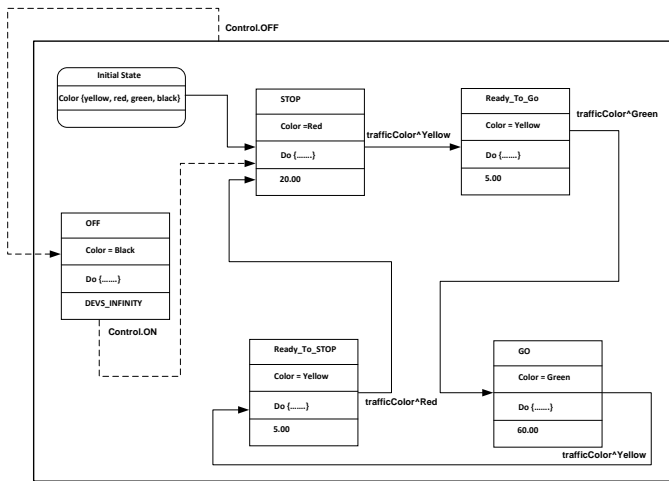 Control.OFF
Initial State
Color {yellow, red, green, black}
STOP
Color =Red
Do {.......}
20.00
trafficColor^Yellow
Ready_To_Go
Color = Yellow
Do {.......}
5.00
trafficColor^Green
OFF
Color = Black
Do {.......}
DEVS_INFINITY
Control.ON
Ready_To_STOP
Color = Yellow
Do {.......}
5.00
trafficColor^Red
GO
Color = Green
Do {.......}
60.00
trafficColor^Yellow